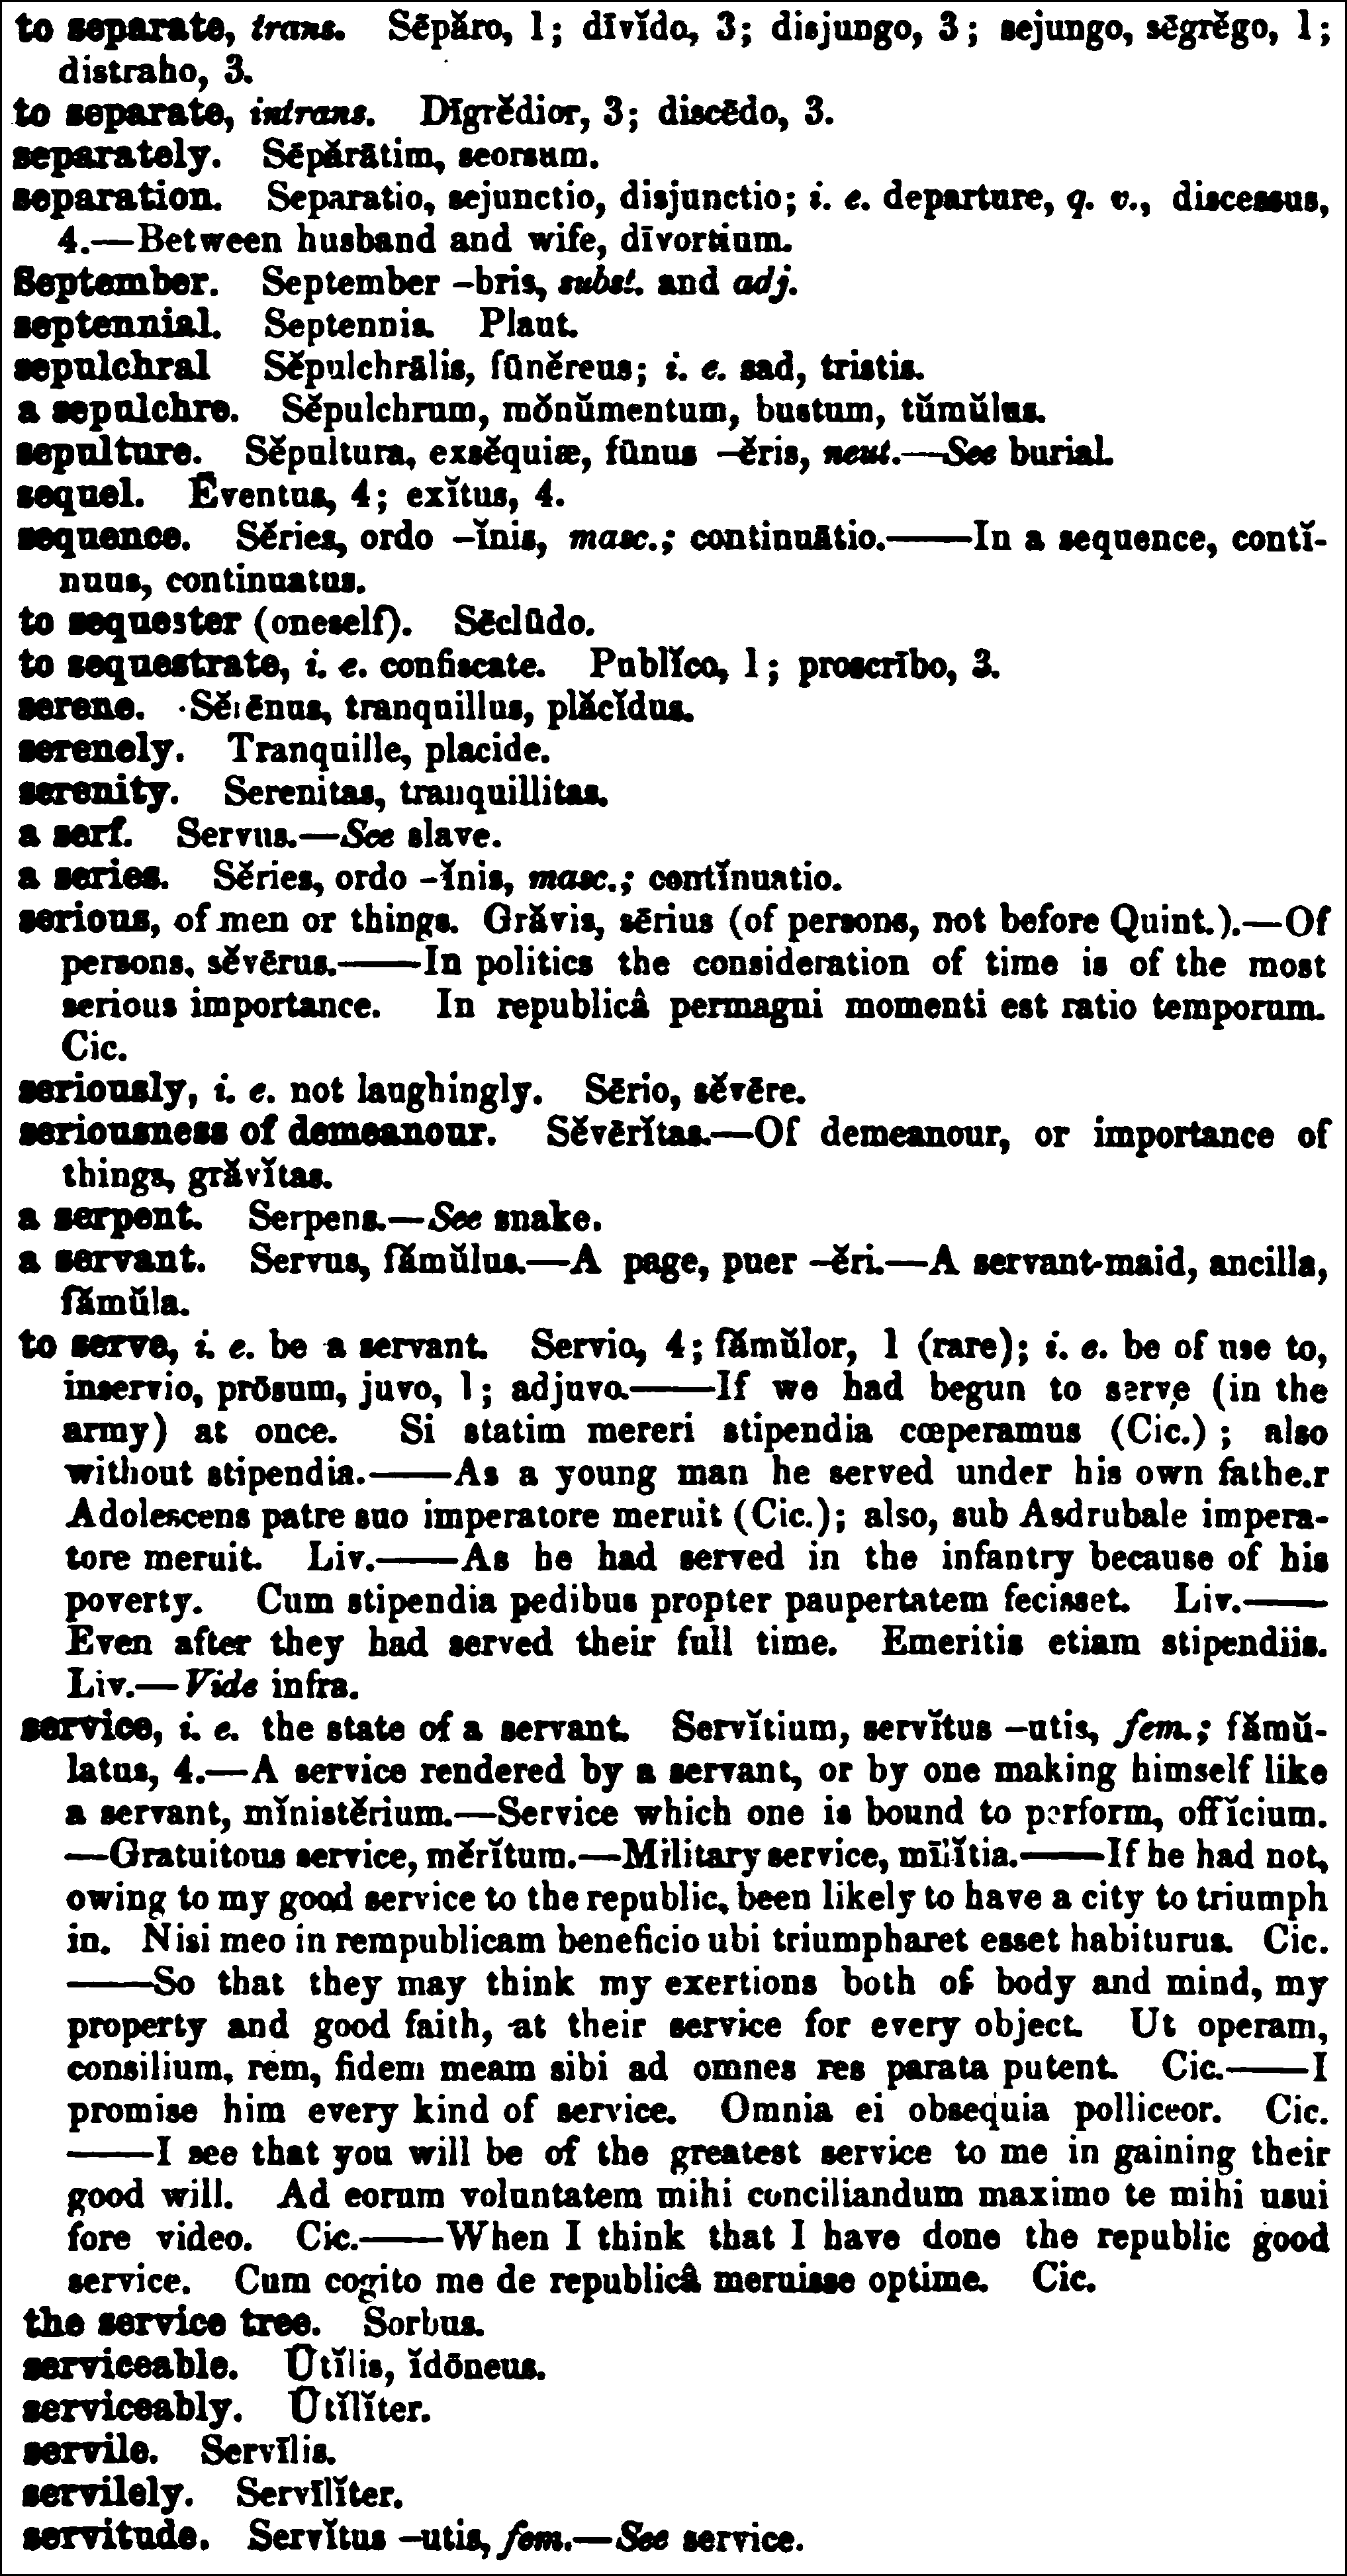 to separate, trans. Sēpăro, 1; dīvĭdo, 3; disjungo, 3; sejungo, sēgrĕgo, 1;
distraho, 3.
to separate, intrans. Dīgrĕdior, 3; discēdo, 3.
separately. Sēpărātim, seorsum.
separation. Separatio, sejunctio, disjunctio; i. e. departure, q. v., discessus,
4.—Between husband and wife, dīvortium.
September. September –bris, subst. and adj.
septennial. Septennis. Plaut.
sepulchral Sĕpulchrālis, fūnĕreus; i. e. sad, tristis.
a sepulchre. Sĕpulchrum, mŏnŭmentum, bustum, tŭmŭlus.
sepulture. Sĕpultura, exsĕquiæ, fūnus –ĕris, neut.—See burial.
sequel. Ēventus, 4; exĭtus, 4.
sequence. Sĕries, ordo –ĭnis, masc.; continuātio.——In a sequence, contĭ-
nuus, continuatus.
to sequester (oneself). Sēclūdo.
to sequestrate, i. e. confiscate. Publĭco, 1; proscrībo, 3.
serene. Sĕrēnus, tranquillus, plăcĭdus.
serenely. Tranquille, placide.
serenity. Serenitas, tranquillitas.
a serf. Servus.—See slave.
a series. Sĕries, ordo –ĭnis, masc.; contĭnuatio.
serious, of men or things. Grăvis, sērius (of persons, not before Quint.).—Of
persons, sĕvērus.——In politics the consideration of time is of the most
serious importance. In republicâ permagni momenti est ratio temporum.
Cic.
seriously, i. e. not laughingly. Sērio, sĕvēre.
seriousness of demeanour. Sĕvērĭtas.—Of demeanour, or importance of
things, grăvĭtas.
a serpent. Serpens.—See snake.
a servant. Servus, fămŭlus.—A page, puer –ĕri.—A servant-maid, ancilla,
fămŭla.
to serve, i. e. be a servant. Servio, 4; fămŭlor, 1 (rare); i. e. be of use to,
inservio, prōsum, juvo, 1; adjuvo.——If we had begun to serve (in the
army) at once. Si statim mereri stipendia cœperamus (Cic.); also
without stipendia.——As a young man he served under his own fathe.r
Adolescens patre suo imperatore meruit (Cic.); also, sub Asdrubale impera-
tore meruit. Liv.——As he had served in the infantry because of his
poverty. Cum stipendia pedibus propter paupertatem fecisset. Liv.——
Even after they had served their full time. Emeritis etiam stipendiis.
Liv.—Vide infra.
service, i. e. the state of a servant. Servĭtium, servĭtus –utis, fem.; fămŭ-
latus, 4.—A service rendered by a servant, or by one making himself like
a servant, mĭnistĕrium.—Service which one is bound to perform, offĭcium.
—Gratuitous service, mĕrĭtum.—Military service, mīlĭtia.——If he had not,
owing to my good service to the republic, been likely to have a city to triumph
in. Nisi meo in rempublicam beneficio ubi triumpharet esset habiturus. Cic.
——So that they may think my exertions both of body and mind, my
property and good faith, at their service for every object. Ut operam,
consilium, rem, fidem meam sibi ad omnes res parata putent. Cic.——I
promise him every kind of service. Omnia ei obsequia polliceor. Cic.
——I see that you will be of the greatest service to me in gaining their
good will. Ad eorum voluntatem mihi conciliandum maximo te mihi usui
fore video. Cic.——When I think that I have done the republic good
service. Cum cogito me de republicâ meruisse optime. Cic.
the service tree. Sorbus.
serviceable. Ūtĭlis, ĭdōneus.
serviceably. Ūtĭlĭter.
servile. Servīlis.
servilely. Servīlĭter.
servitude. Servĭtus –utis, fem.—See service.